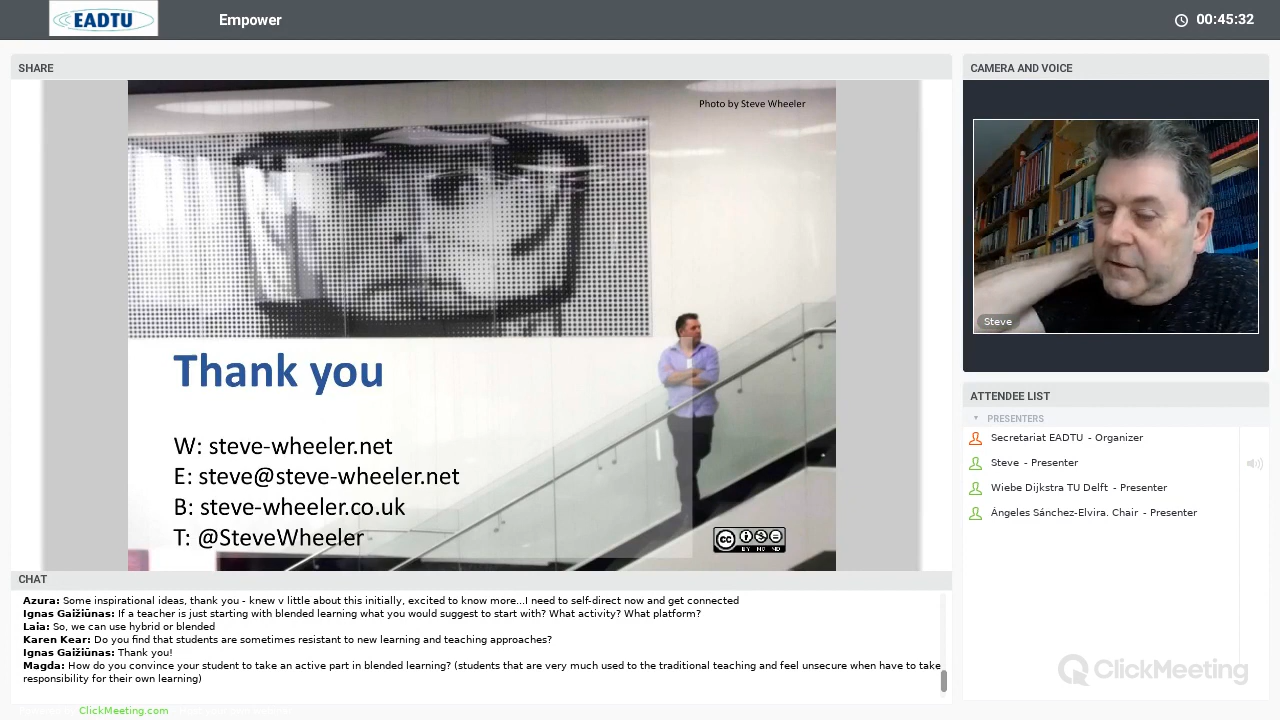 EADTU
Empower
00:45:32
SHARE
Photo by Steve Wheeler
Thank you
W: steve-wheeler.net
E: steve@steve-wheeler.net
B: steve-wheeler.co.uk
T: @SteveWheeler
CC BY NC ND
CHAT
Azura: Some inspirational ideas, thank you - knew v little about this initially, excited to know more...I need to self-direct now and get connected
Ignas Gaižiūnas: If a teacher is just starting with blended learning what you would suggest to start with? What activity? What platform?
Laia: So, we can use hybrid or blended
Karen Kear: Do you find that students are sometimes resistant to new learning and teaching approaches?
Ignas Gaižiūnas: Thank you!
Magda: How do you convince your student to take an active part in blended learning? (students that are very much used to the traditional teaching and feel unsecure when have to take
responsibility for their own learning)
ClickMeeting.com
CAMERA AND VOICE
Steve
ATTENDEE LIST
PRESENTERS
Secretariat EADTU - Organizer
Steve - Presenter
Wiebe Dijkstra TU Delft - Presenter
Ángeles Sánchez-Elvira. Chair - Presenter
ClickMeeting